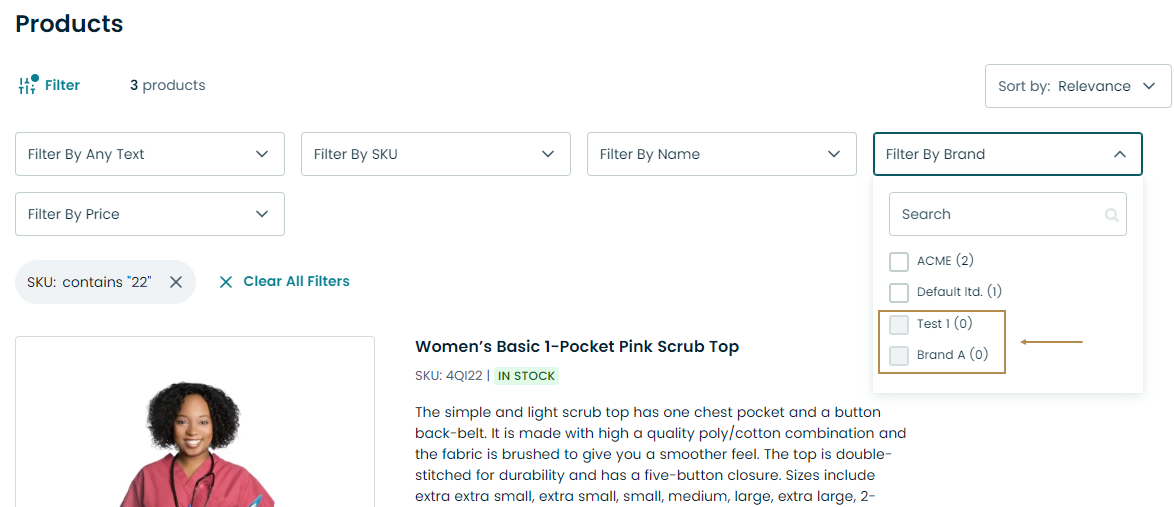 Products
Filter
3 products
Sort by: Relevance
Filter By Any Text
Filter By SKU
Filter By Name
Filter By Brand
Filter By Price
Search
ACME (2)
Default ltd. (1)
Test 1 (0)
Brand A (0)
SKU: contains "22"
Clear All Filters
Women's Basic 1-Pocket Pink Scrub Top
SKU: 4QI22 | IN STOCK
The simple and light scrub top has one chest pocket and a button
back-belt. It is made with high a quality poly/cotton combination and
the fabric is brushed to give you a smoother feel. The top is double-
stitched for durability and has a five-button closure. Sizes include
extra extra small, extra small, small, medium, large, extra large, 2-